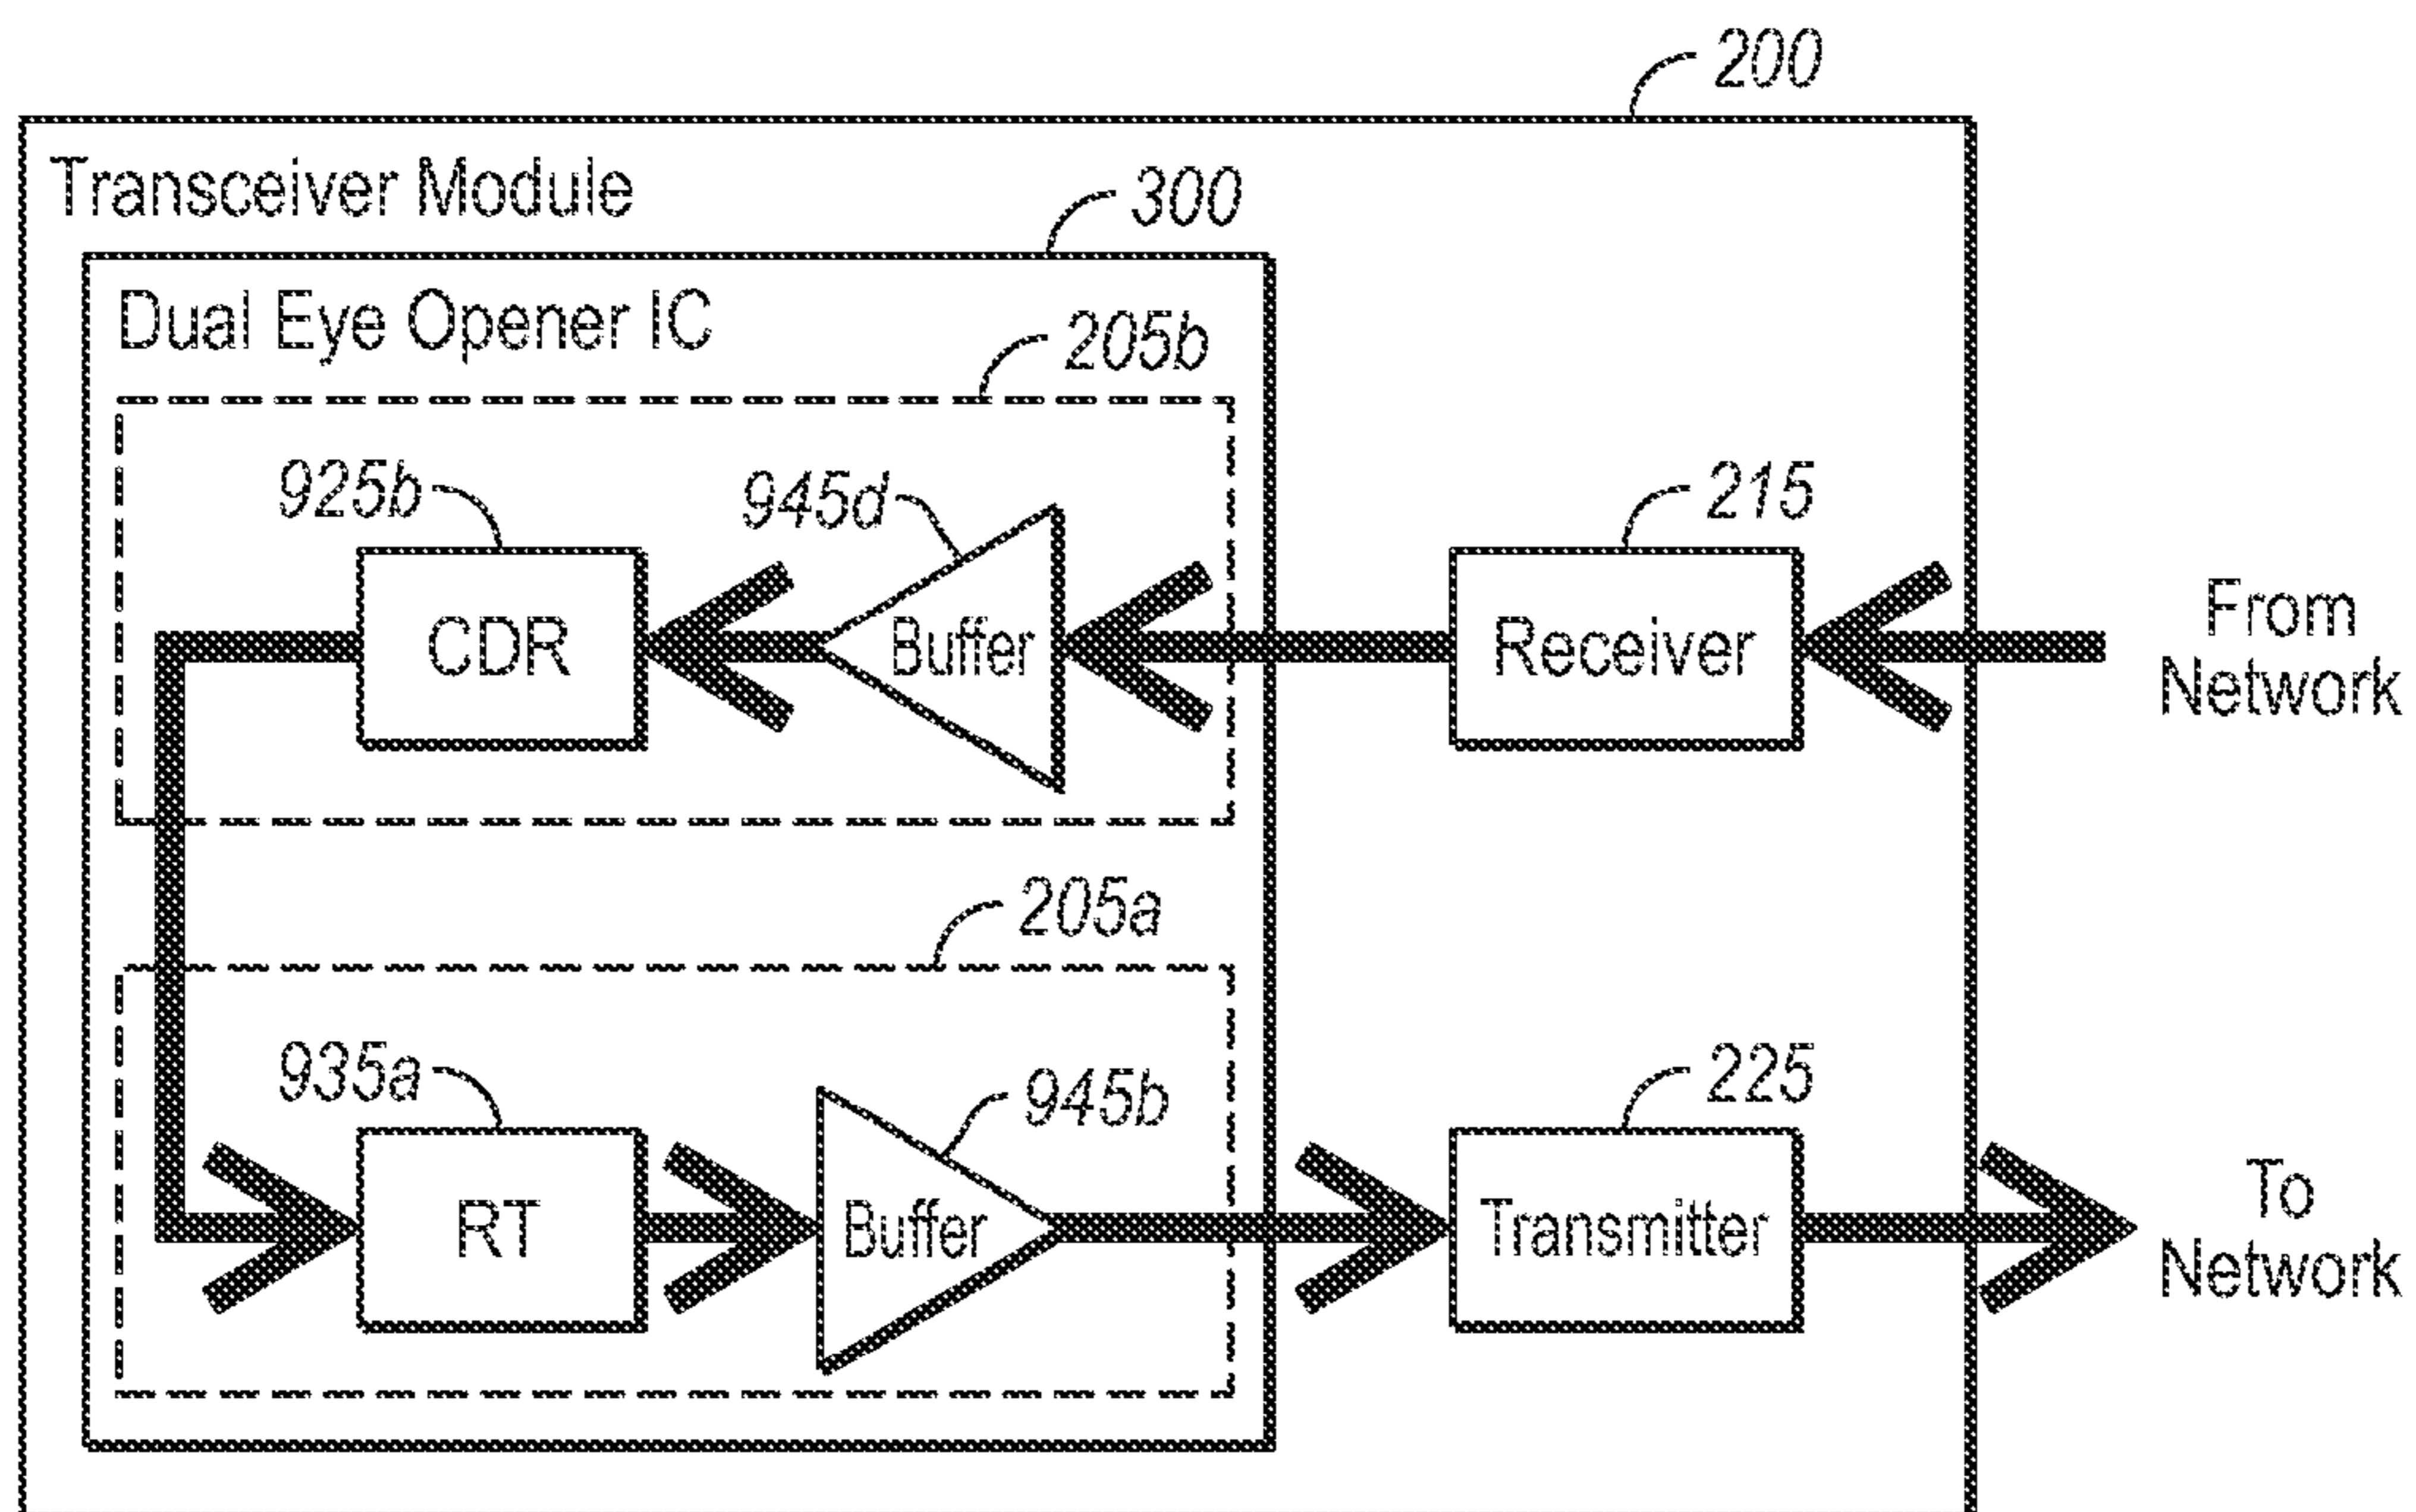 200
Transceiver Module
300
Dual Eye Opener IC
205b
925b
945d
215
CDR
Buffer
Receiver
From
Network
205a
935a
945b
225
RT
Buffer
Transmitter
To
Network